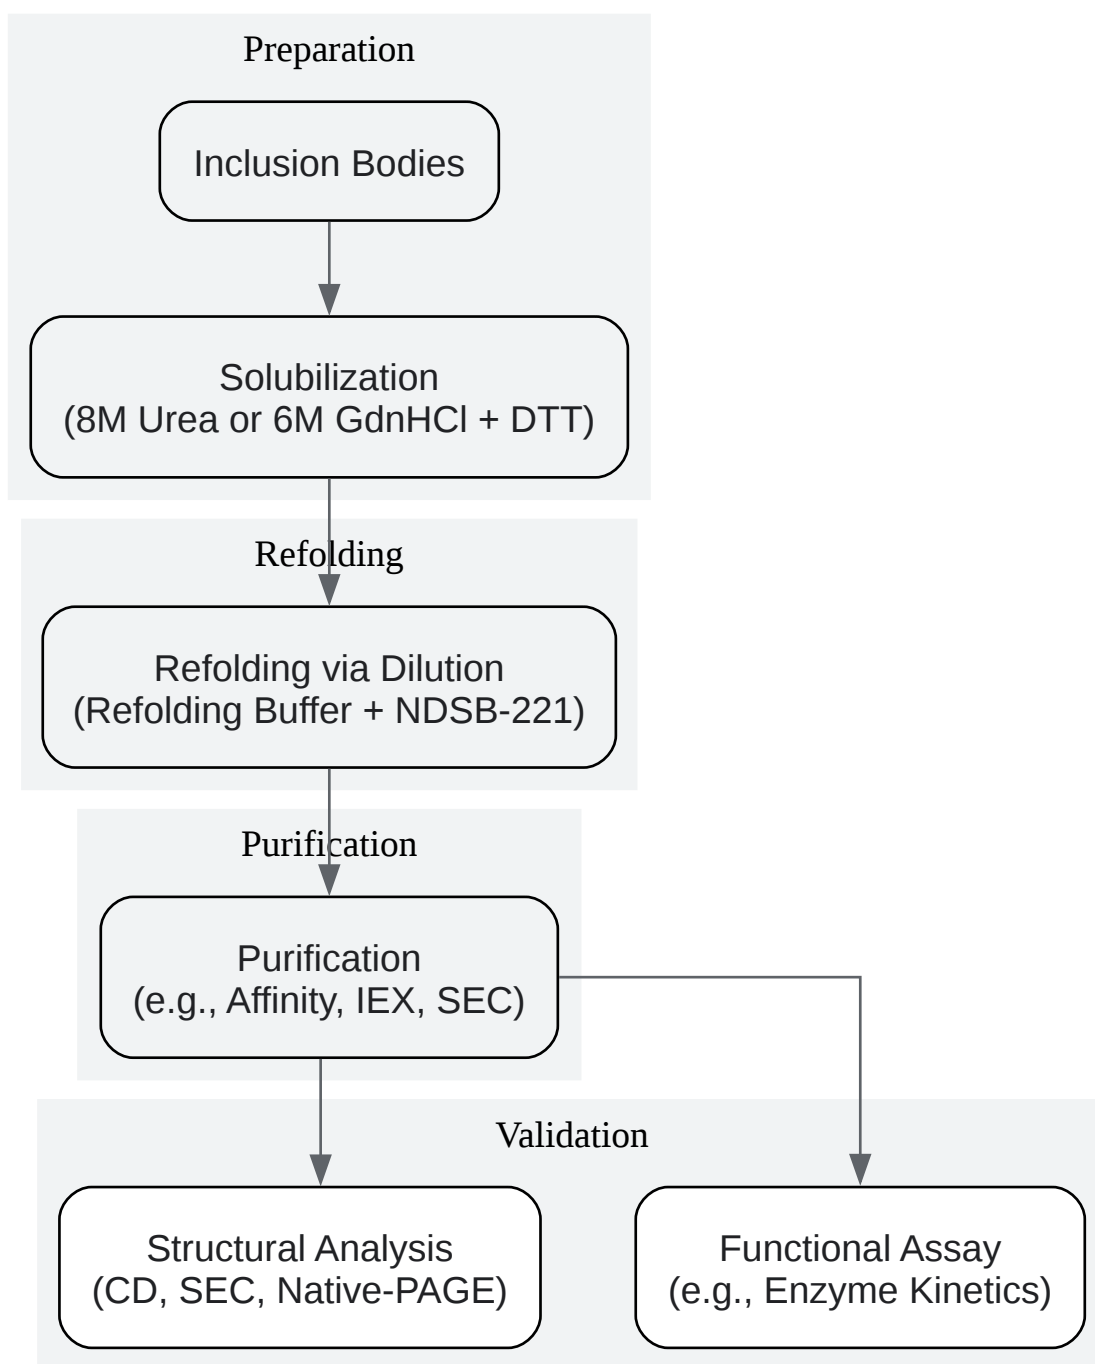 Preparation
Inclusion Bodies
Solubilization
(8M Urea or 6M GdnHCl + DTT)
Refolding
Refolding via Dilution
(Refolding Buffer + NDSB-221)
Purification
Purification
(e.g., Affinity, IEX, SEC)
Validation
Structural Analysis
(CD, SEC, Native-PAGE)
Functional Assay
(e.g., Enzyme Kinetics)